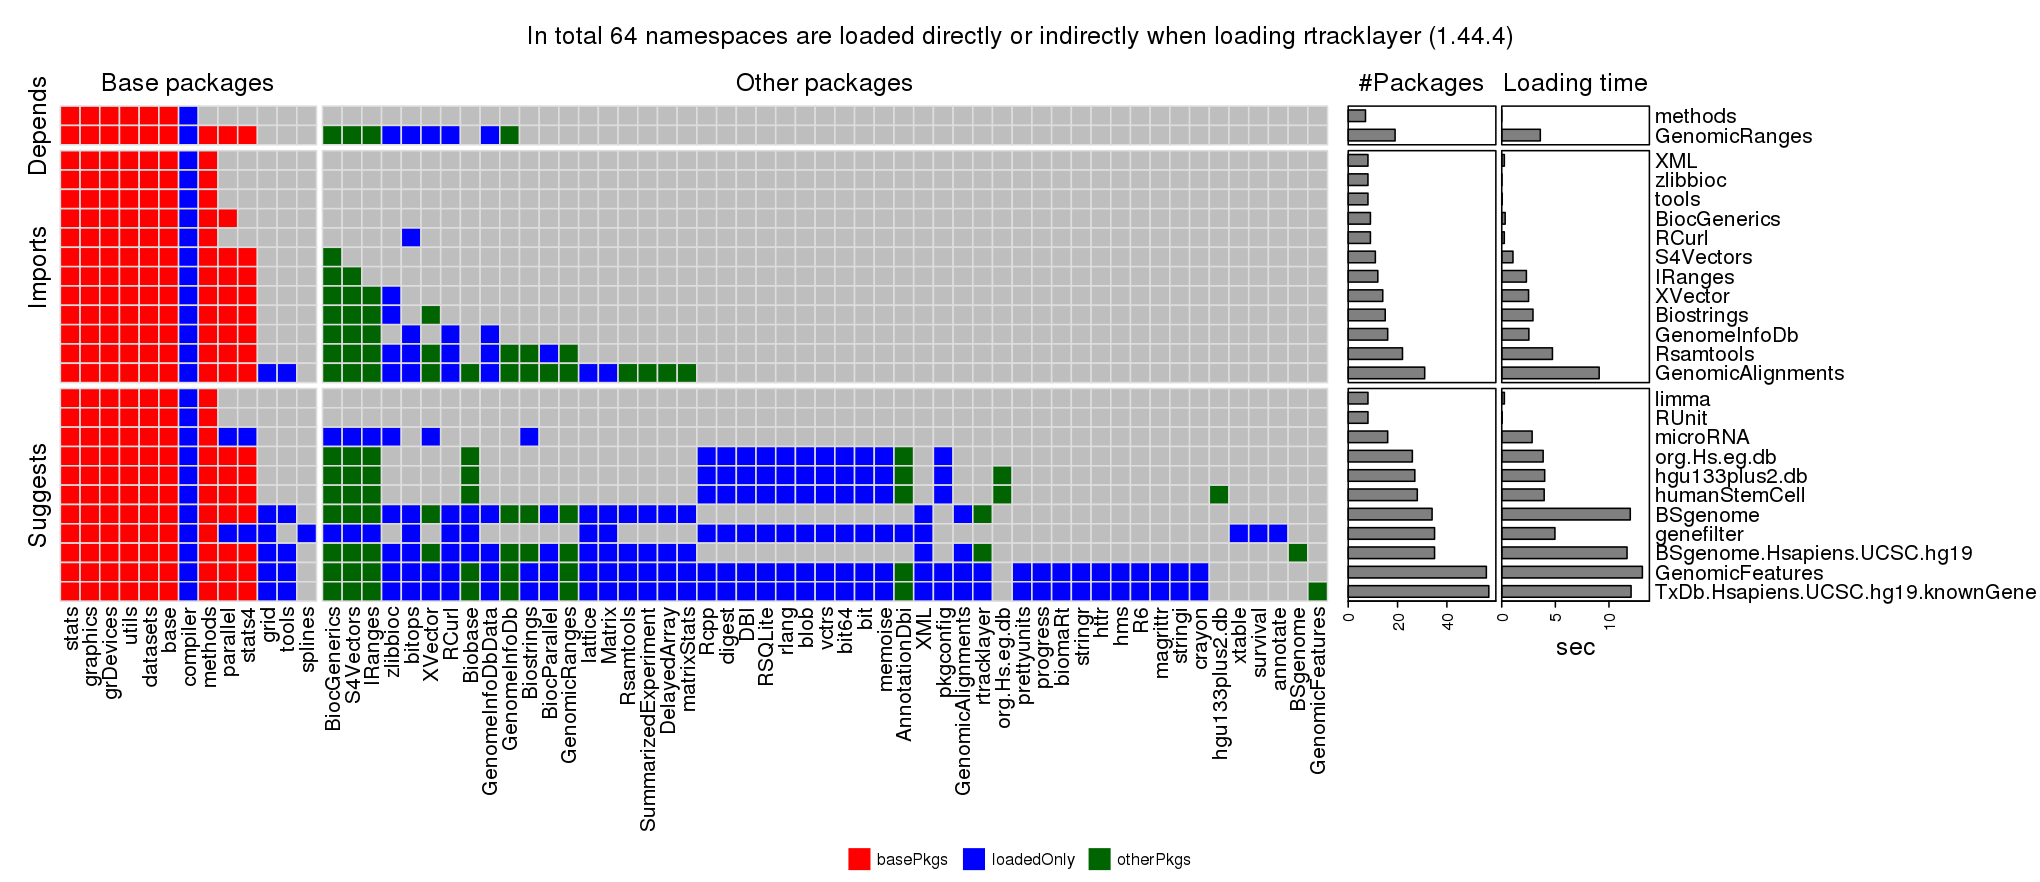 In total 64 namespaces are loaded directly or indirectly when loading rtracklayer (1.44.4)
Base packages
Other packages
#Packages
Loading time
Depends
Imports
Suggests
methods
GenomicRanges
XML
zlibbioc
tools
BiocGenerics
RCurl
S4Vectors
IRanges
XVector
Biostrings
GenomeInfoDb
Rsamtools
GenomicAlignments
limma
RUnit
microRNA
org.Hs.eg.db
hgu133plus2.db
humanStemCell
BSgenome
genefilter
BSgenome.Hsapiens.UCSC.hg19
GenomicFeatures
TxDb.Hsapiens.UCSC.hg19.knownGene
stats
graphics
grDevices
utils
datasets
base
compiler
methods
parallel
stats4
grid
tools
splines
BiocGenerics
S4Vectors
IRanges
zlibbioc
bitops
XVector
RCurl
Biobase
GenomeInfoDbData
GenomeInfoDb
Biostrings
BiocParallel
GenomicRanges
lattice
Matrix
Rsamtools
SummarizedExperiment
DelayedArray
matrixStats
Rcpp
digest
DBI
RSQLite
rlang
blob
vctrs
bit64
bit
memoise
AnnotationDbi
XML
pkgconfig
GenomicAlignments
rtracklayer
org.Hs.eg.db
prettyunits
progress
biomaRt
stringr
httr
hms
R6
magrittr
stringi
crayon
hgu133plus2.db
xtable
survival
annotate
BSgenome
GenomicFeatures
0
20
40
0
5
10
sec
basePkgs
loadedOnly
otherPkgs